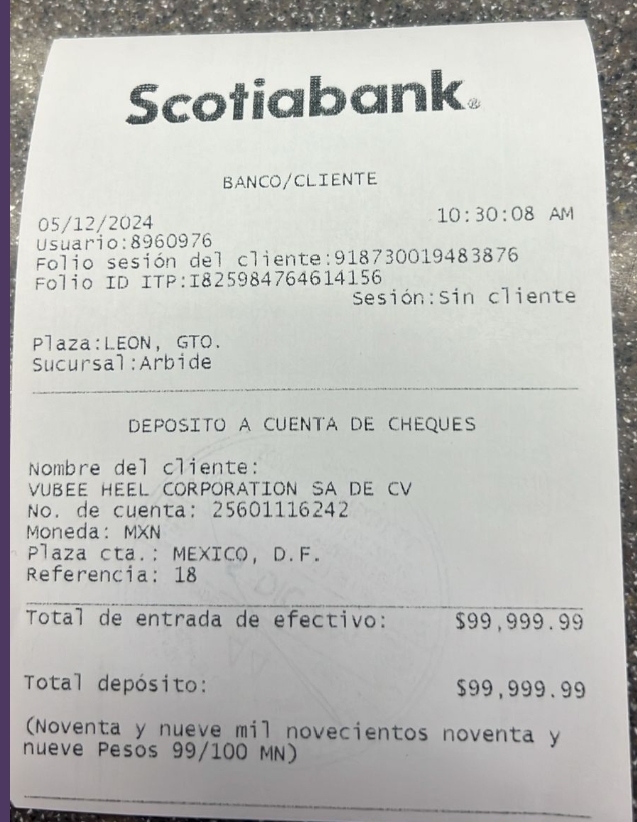 Scotiabank®
BANCO/CLIENTE
05/12/2024 10:30:08 AM
Usuario:8960976
Folio sesión del cliente:918730019483876
Folio ID ITP:I825984764614156
Sesión:Sin cliente
Plaza:LEON, GTO.
Sucursal:Arbide
DEPOSITO A CUENTA DE CHEQUES
Nombre del cliente:
VUBEE HEEL CORPORATION SA DE CV
No. de cuenta: 25601116242
Moneda: MXN
Plaza cta.: MEXICO, D.F.
Referencia: 18
Total de entrada de efectivo: $99,999.99
Total depósito: $99,999.99
(Noventa y nueve mil novecientos noventa y
nueve Pesos 99/100 MN)